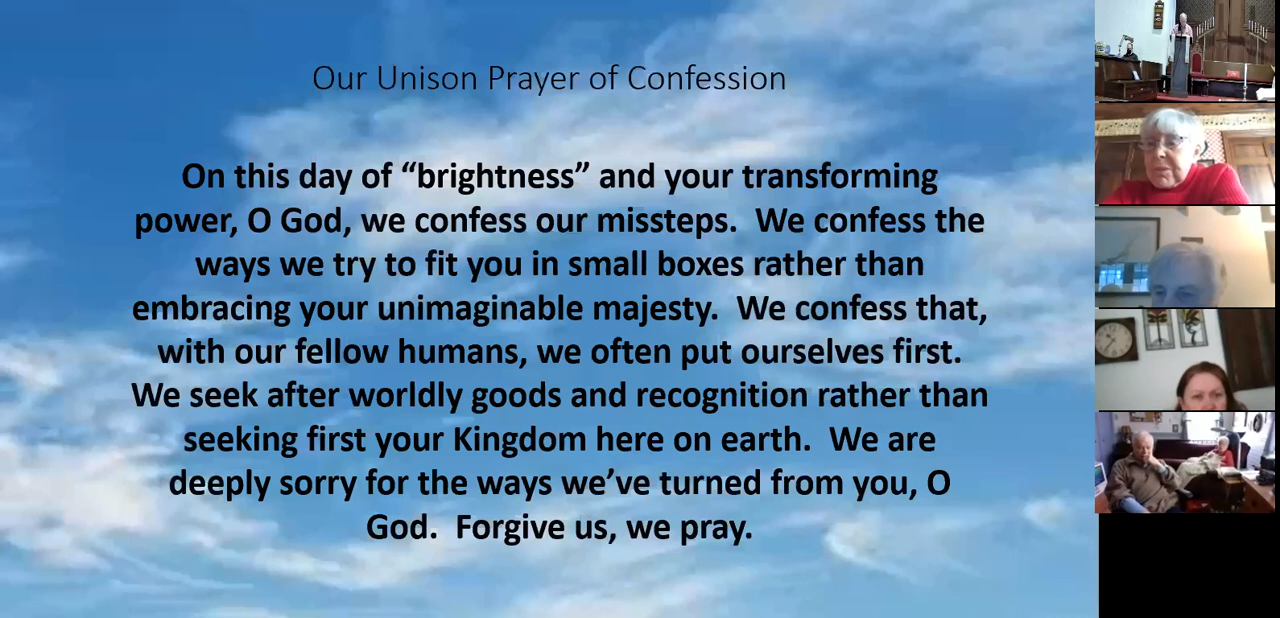 Our Unison Prayer of Confession
On this day of “brightness” and your transforming
power, O God, we confess our missteps.  We confess the
ways we try to fit you in small boxes rather than
embracing your unimaginable majesty.  We confess that,
with our fellow humans, we often put ourselves first.
We seek after worldly goods and recognition rather than
seeking first your Kingdom here on earth.  We are
deeply sorry for the ways we’ve turned from you, O
God.  Forgive us, we pray.